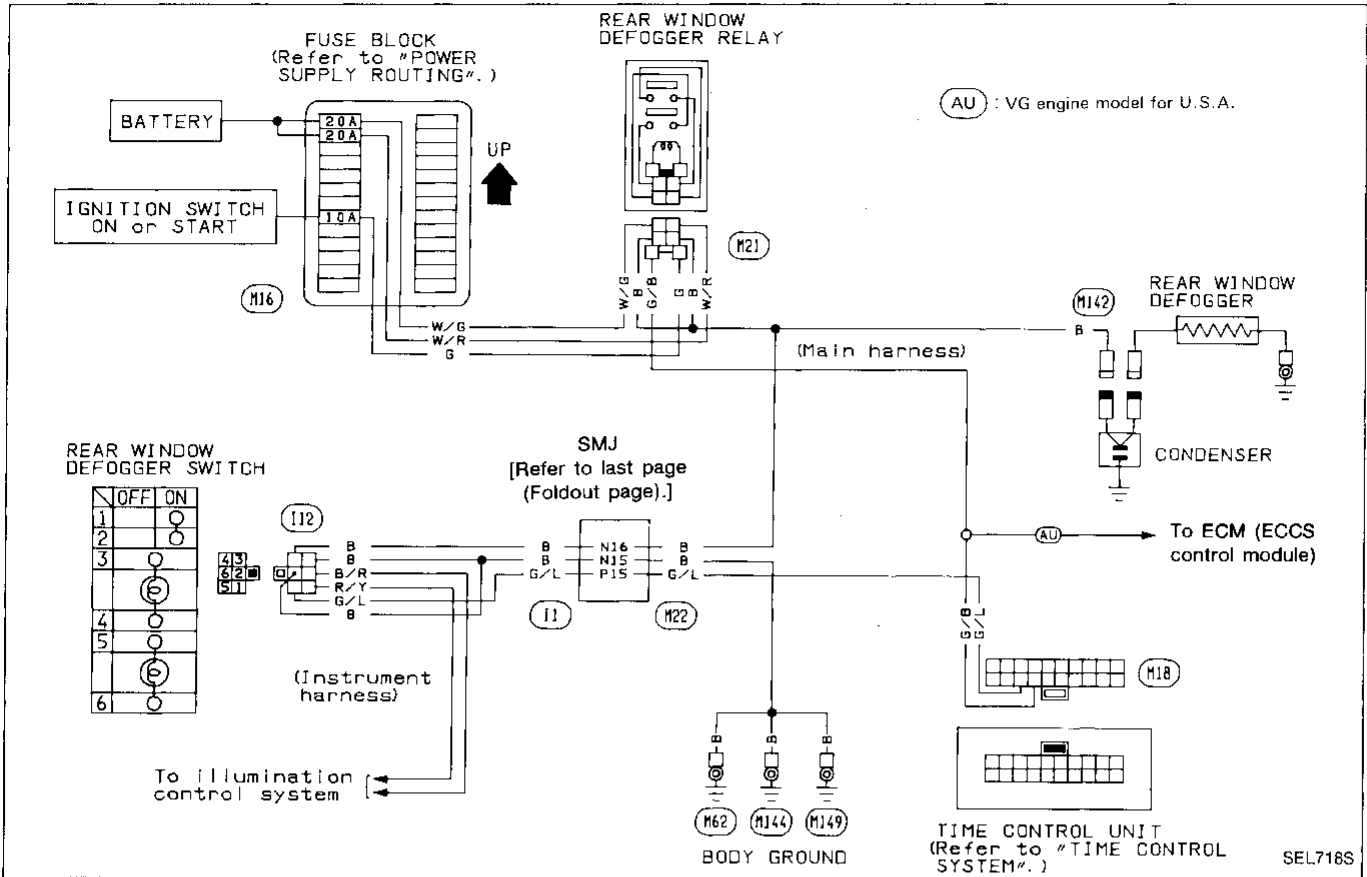 REAR WINDOW
DEFOGGER RELAY
FUSE BLOCK
(Refer to "POWER
SUPPLY ROUTING".)
AU : VG engine model for U.S.A.
BATTERY
20A
20A
UP
IGNITION SWITCH
ON or START
10A
M16
M21
W/G
B
G/B
G
B
W/R
W/G
W/R
G
(Main harness)
REAR WINDOW
DEFOGGER
M142
B
CONDENSER
REAR WINDOW
DEFOGGER SWITCH
OFF ON
1
2
3
4
5
6
4 3
6 2
5 1
I12
B
B
B/R
R/Y
G/L
B
SMJ
[Refer to last page
(Foldout page).]
B N16 B
B N15 B
G/L P15 G/L
I1
M22
AU
To ECM (ECCS
control module)
G/B
G/L
M18
(Instrument
harness)
To illumination
control system
B
B
B
M62 M144 M149
BODY GROUND
TIME CONTROL UNIT
(Refer to "TIME CONTROL
SYSTEM".)
SEL718S